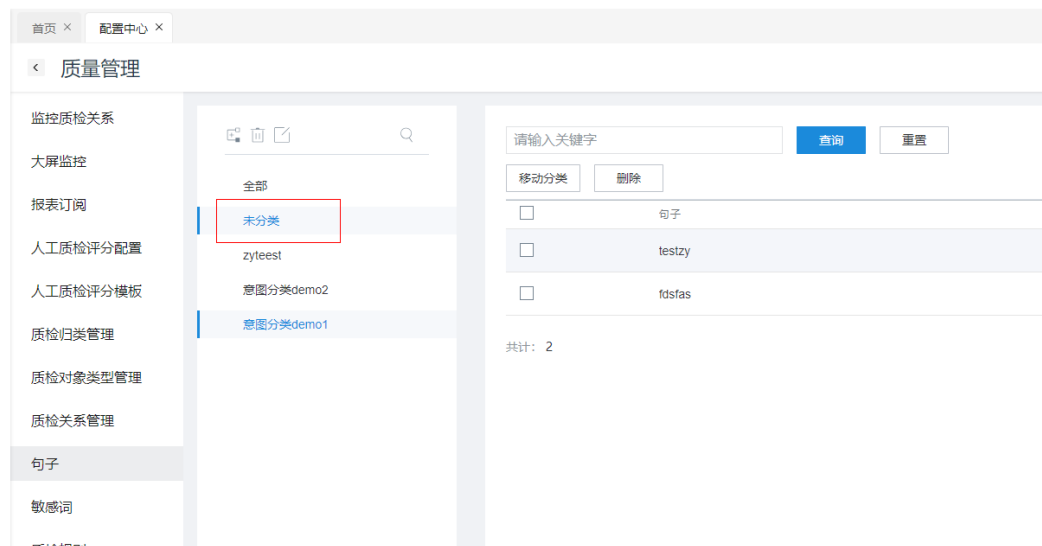 首页 × 配置中心 ×
质量管理
监控质检关系
大屏监控
报表订阅
人工质检评分配置
人工质检评分模板
质检归类管理
质检对象类型管理
质检关系管理
句子
敏感词
全部
未分类
zyteest
意图分类demo2
意图分类demo1
请输入关键字 查询 重置
移动分类 删除
句子
testzy
fdsfas
共计： 2